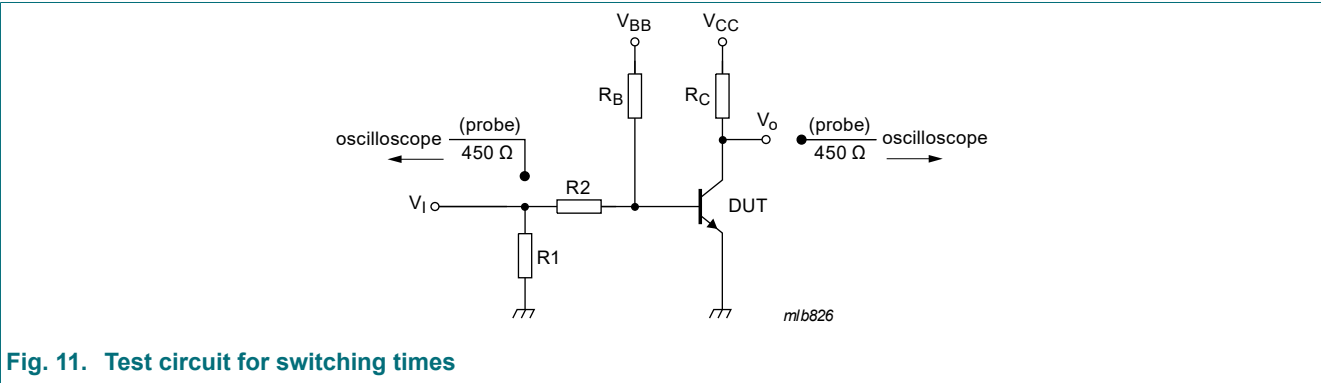 VBB
VCC
RB
RC
Vo
oscilloscope
(probe)
450 Ω
(probe)
450 Ω
oscilloscope
VI
R2
DUT
R1
mlb826
Fig. 11. Test circuit for switching times